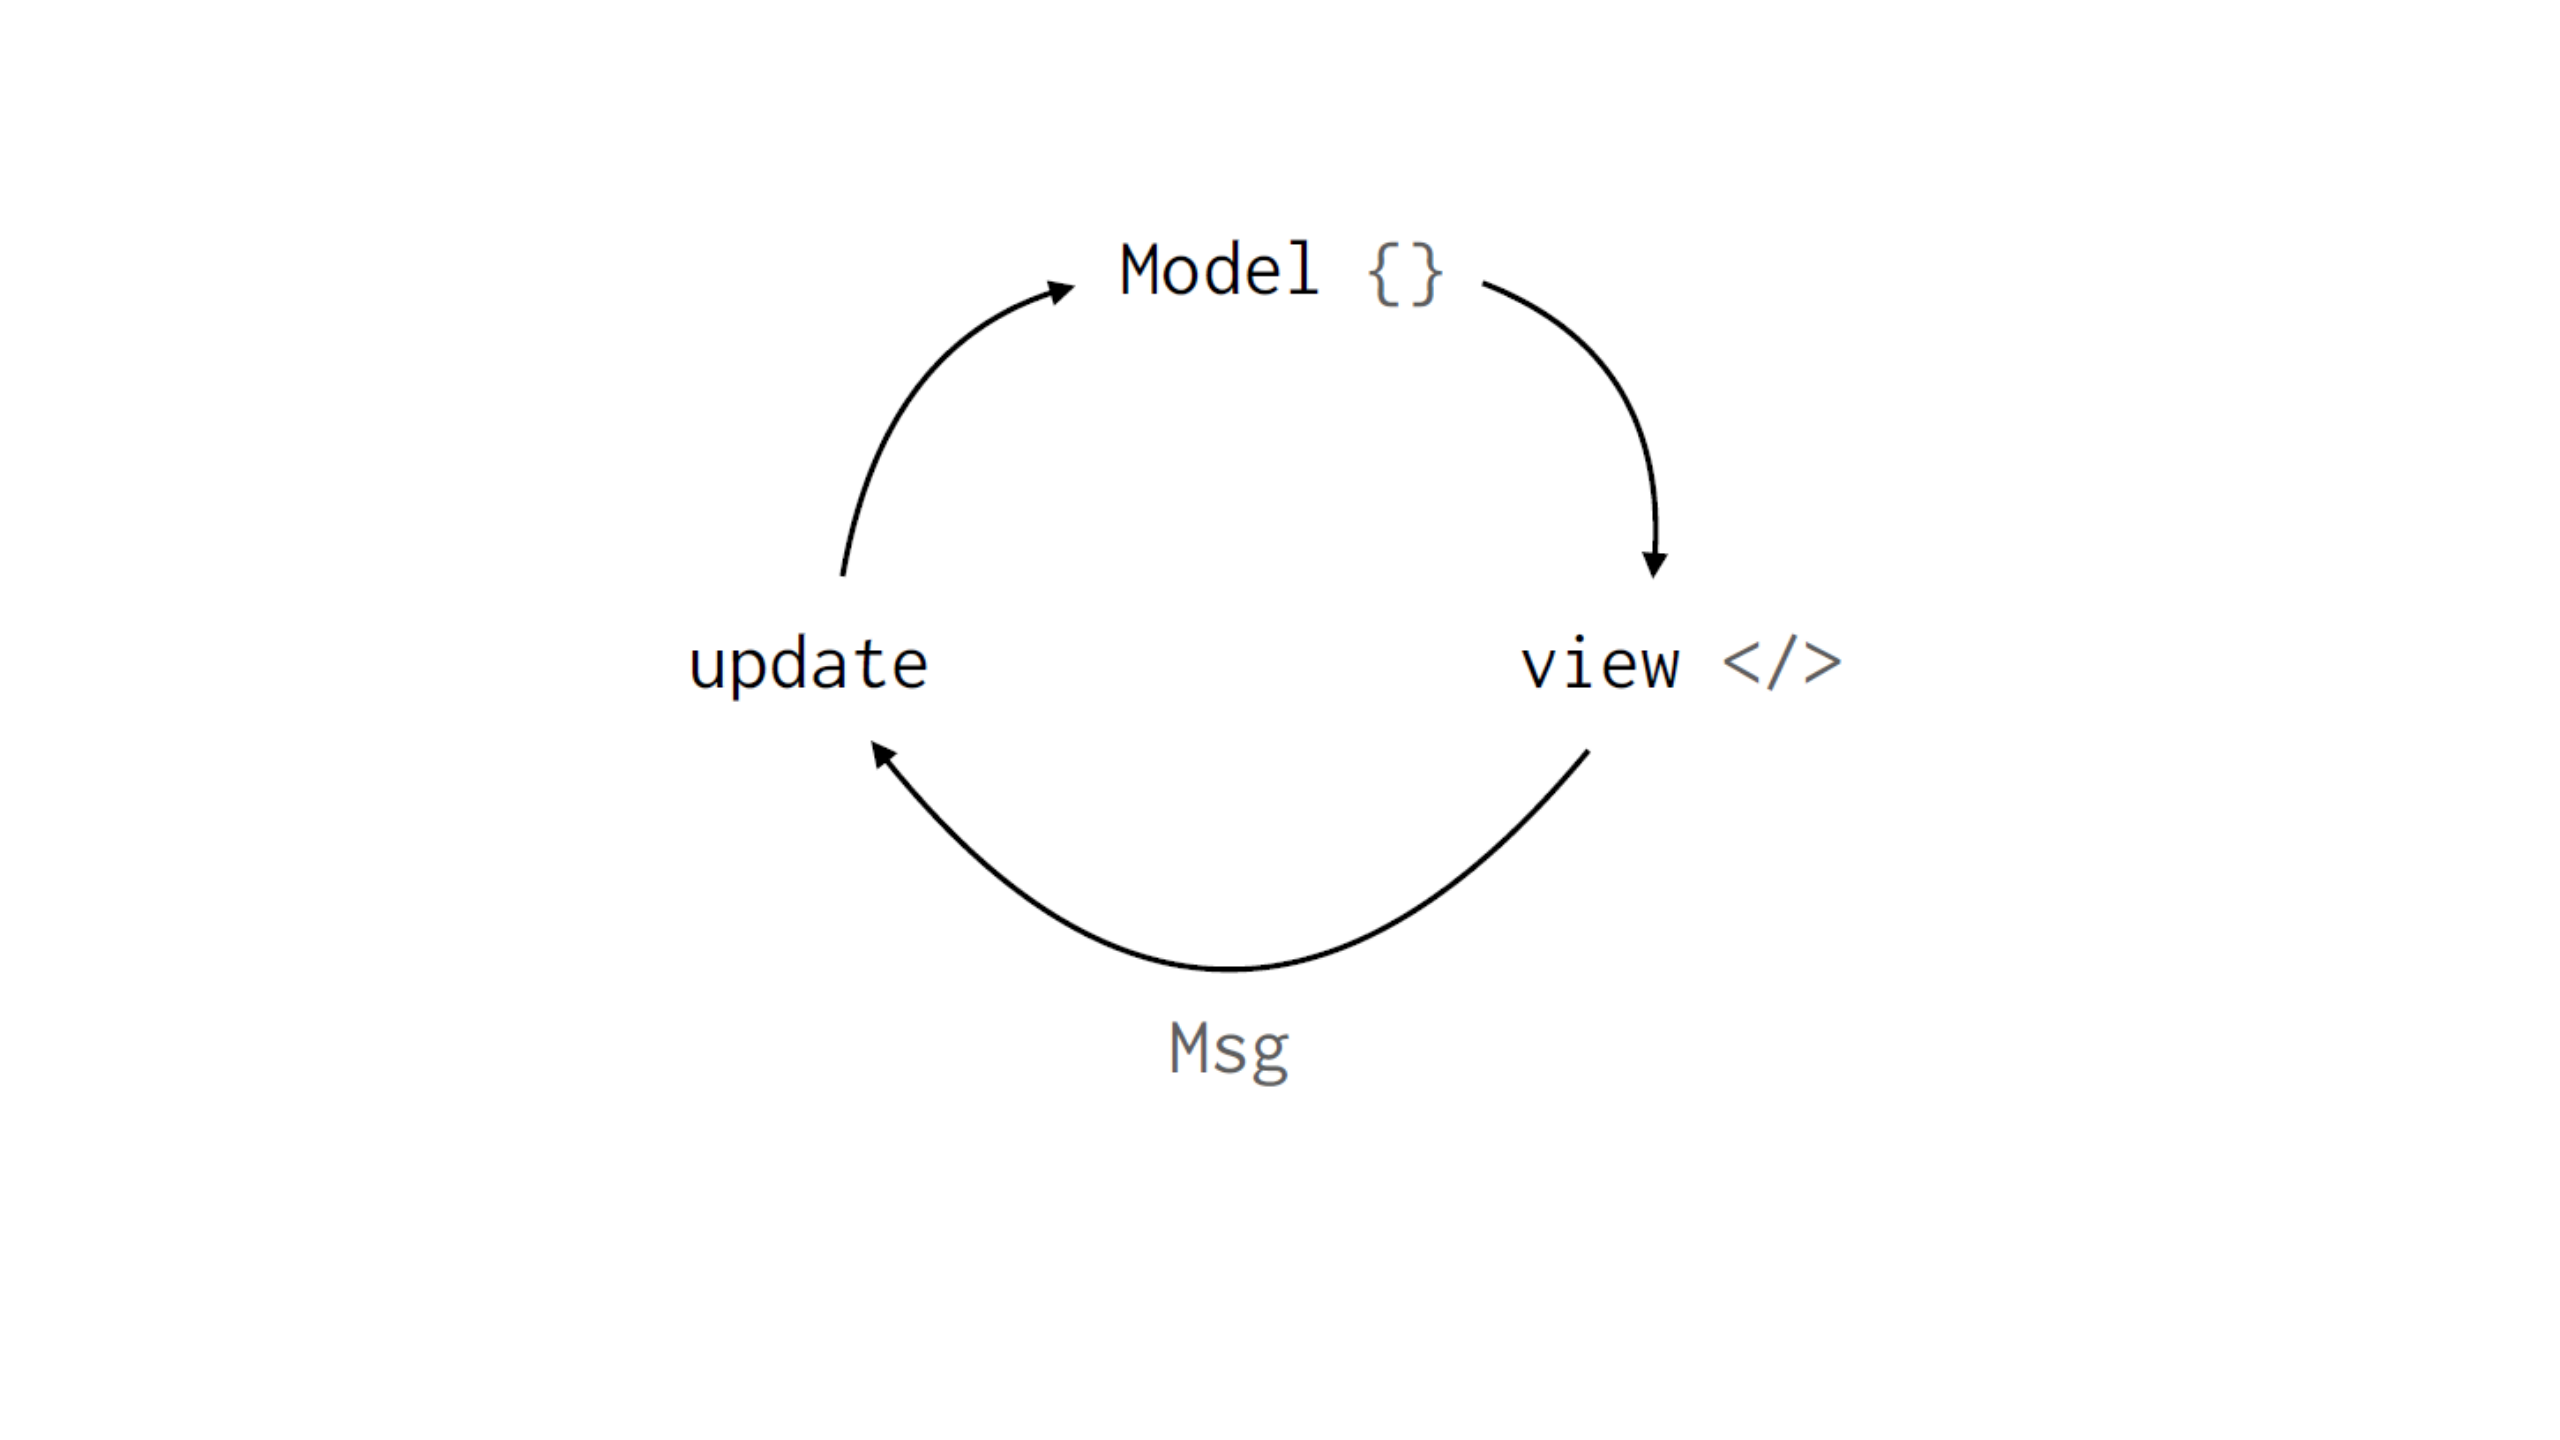 Model {}
update
view </>
Msg